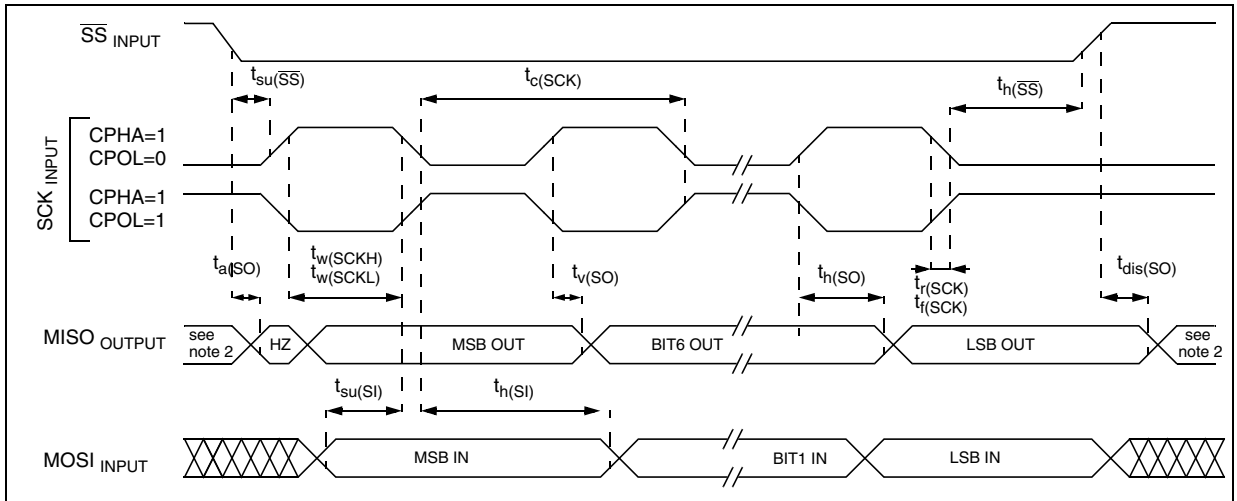 SS INPUT
tsu(SS)
tc(SCK)
th(SS)
SCK INPUT
CPHA=1
CPOL=0
CPHA=1
CPOL=1
ta(SO)
tw(SCKH)
tw(SCKL)
tv(SO)
th(SO)
tr(SCK)
tf(SCK)
tdis(SO)
MISO OUTPUT
see
note 2
HZ
MSB OUT
BIT6 OUT
LSB OUT
see
note 2
tsu(SI)
th(SI)
MOSI INPUT
MSB IN
BIT1 IN
LSB IN